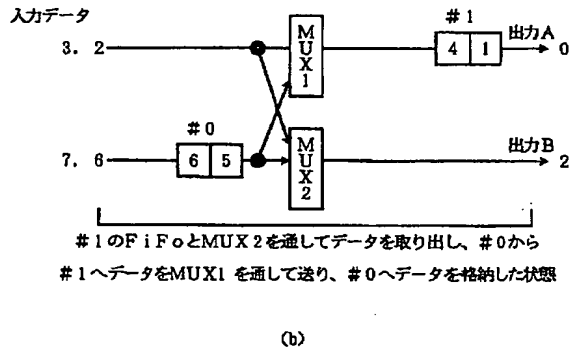 入力データ
3. 2
7. 6
#0
6 5
MUX1
MUX2
#1
4 1
出力A
0
出力B
2
#1のFiFoとMUX2を通してデータを取り出し、#0から
#1へデータをMUX1を通して送り、#0へデータを格納した状態
(b)